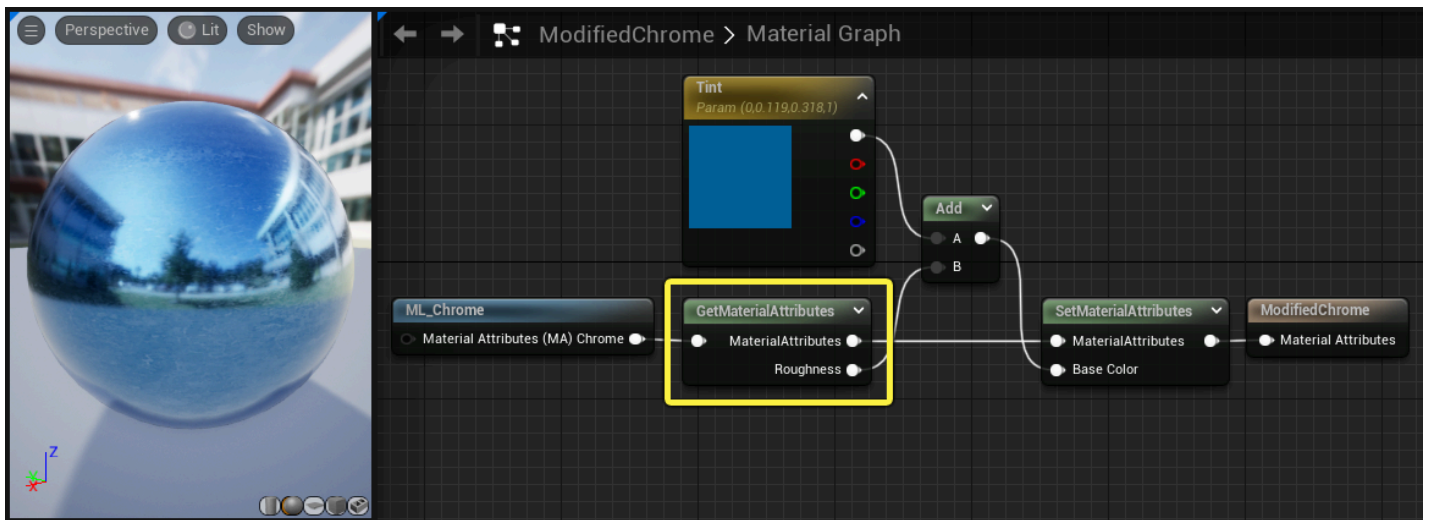 Perspective
Lit
Show
ModifiedChrome > Material Graph
Tint
Param (0,0.119,0.318,1)
Add
A
B
ML_Chrome
Material Attributes (MA) Chrome
GetMaterialAttributes
MaterialAttributes
Roughness
SetMaterialAttributes
MaterialAttributes
Base Color
ModifiedChrome
Material Attributes
Z
Y
X